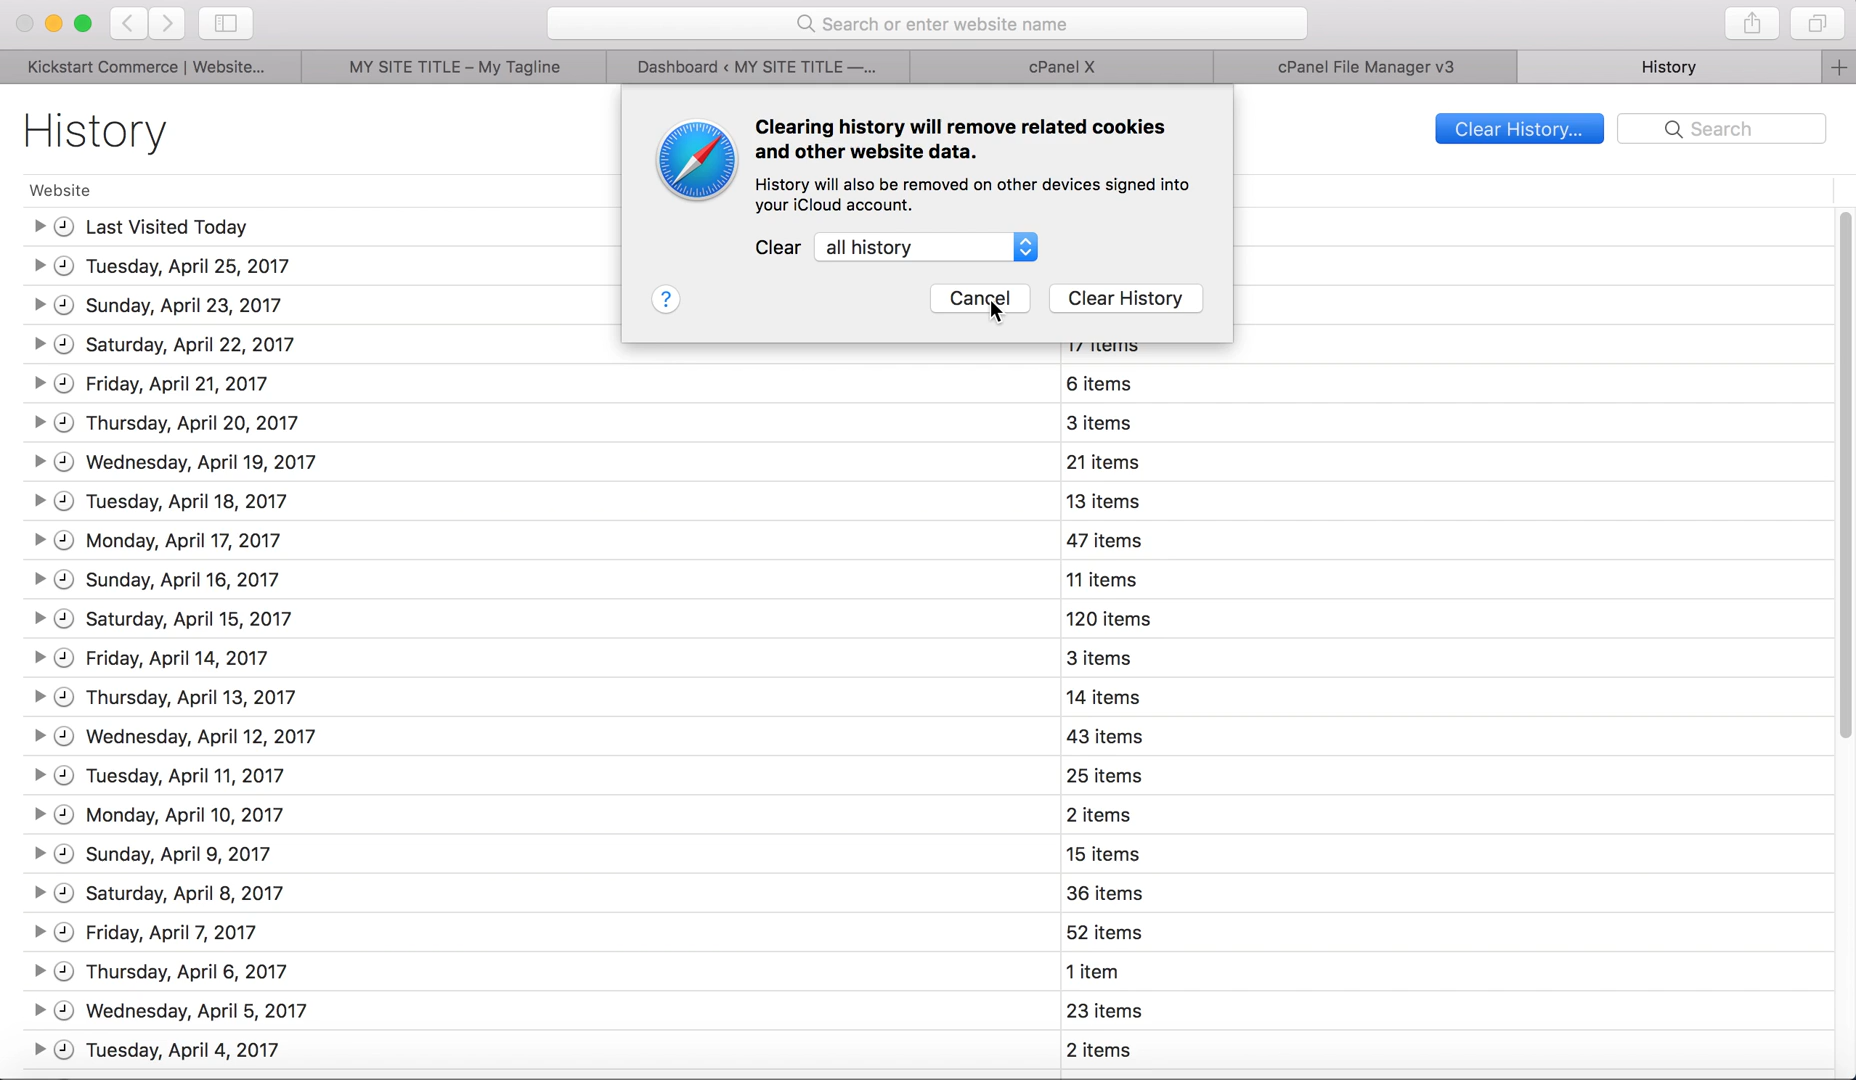 Search or enter website name
Kickstart Commerce | Website...
MY SITE TITLE – My Tagline
Dashboard ‹ MY SITE TITLE —...
cPanel X
cPanel File Manager v3
History
+
History
Clearing history will remove related cookies
and other website data.
History will also be removed on other devices signed into
your iCloud account.
Clear all history
? Cancel Clear History
Clear History... Search
Website
Last Visited Today
Tuesday, April 25, 2017
Sunday, April 23, 2017
Saturday, April 22, 2017 17 items
Friday, April 21, 2017 6 items
Thursday, April 20, 2017 3 items
Wednesday, April 19, 2017 21 items
Tuesday, April 18, 2017 13 items
Monday, April 17, 2017 47 items
Sunday, April 16, 2017 11 items
Saturday, April 15, 2017 120 items
Friday, April 14, 2017 3 items
Thursday, April 13, 2017 14 items
Wednesday, April 12, 2017 43 items
Tuesday, April 11, 2017 25 items
Monday, April 10, 2017 2 items
Sunday, April 9, 2017 15 items
Saturday, April 8, 2017 36 items
Friday, April 7, 2017 52 items
Thursday, April 6, 2017 1 item
Wednesday, April 5, 2017 23 items
Tuesday, April 4, 2017 2 items